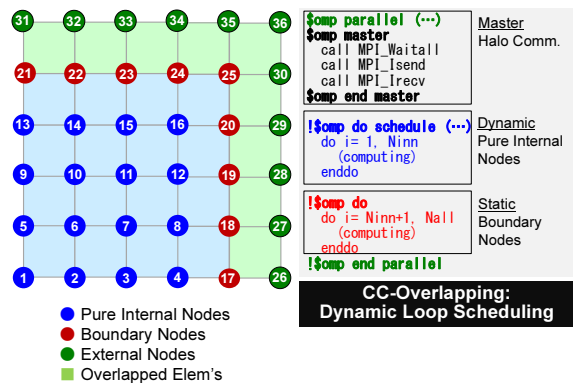 31 32 33 34 35 36
21 22 23 24 25 30
13 14 15 16 20 29
9 10 11 12 19 28
5 6 7 8 18 27
1 2 3 4 17 26
Pure Internal Nodes
Boundary Nodes
External Nodes
Overlapped Elem's
$omp parallel (…)
$omp master
call MPI_Waitall
call MPI_Isend
call MPI_Irecv
$omp end master
Master
Halo Comm.
!$omp do schedule (…)
do i= 1, Ninn
(computing)
enddo
Dynamic
Pure Internal
Nodes
!$omp do
do i= Ninn+1, Nall
(computing)
enddo
!$omp end parallel
Static
Boundary
Nodes
CC-Overlapping:
Dynamic Loop Scheduling